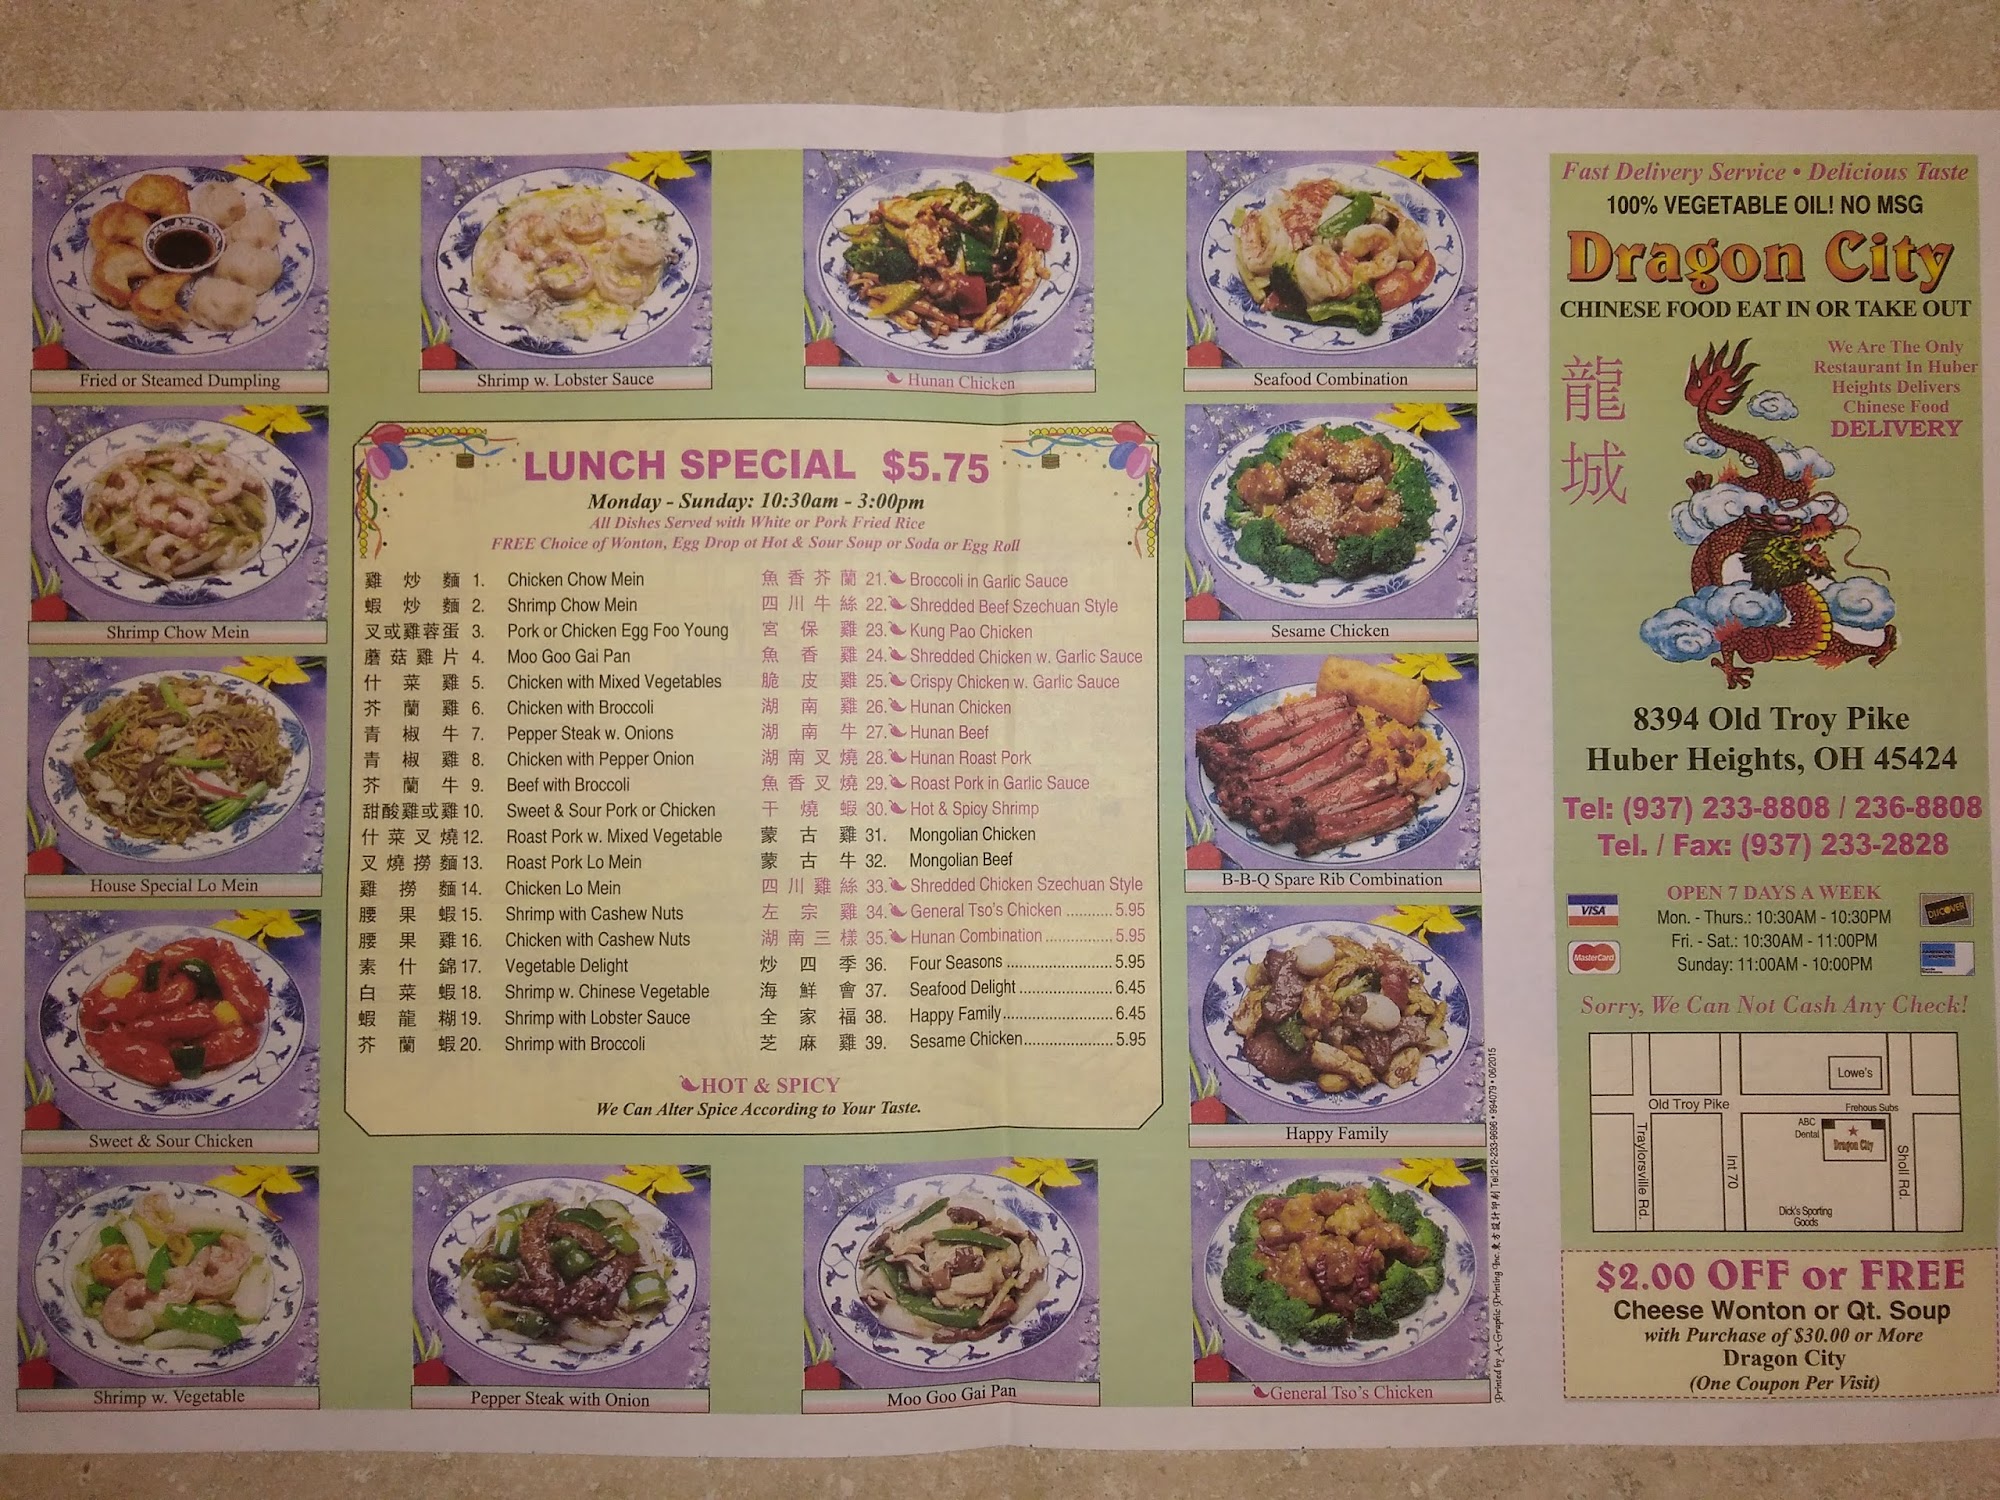 Fried or Steamed Dumpling
Shrimp w. Lobster Sauce
Hunan Chicken
Seafood Combination
Shrimp Chow Mein
House Special Lo Mein
Sweet & Sour Chicken
Shrimp w. Vegetable
Pepper Steak with Onion
Moo Goo Gai Pan
General Tso's Chicken
Happy Family
B-B-Q Spare Rib Combination
Sesame Chicken
LUNCH SPECIAL $5.75
Monday - Sunday: 10:30am - 3:00pm
All Dishes Served with White or Pork Fried Rice
FREE Choice of Wonton, Egg Drop ot Hot & Sour Soup or Soda or Egg Roll
雞炒麵 1. Chicken Chow Mein
蝦炒麵 2. Shrimp Chow Mein
叉或雞蓉蛋 3. Pork or Chicken Egg Foo Young
蘑菇雞片 4. Moo Goo Gai Pan
什菜雞 5. Chicken with Mixed Vegetables
芥蘭雞 6. Chicken with Broccoli
青椒牛 7. Pepper Steak w. Onions
青椒雞 8. Chicken with Pepper Onion
芥蘭牛 9. Beef with Broccoli
甜酸雞或雞 10. Sweet & Sour Pork or Chicken
什菜叉燒 12. Roast Pork w. Mixed Vegetable
叉燒撈麵 13. Roast Pork Lo Mein
雞撈麵 14. Chicken Lo Mein
腰果蝦 15. Shrimp with Cashew Nuts
腰果雞 16. Chicken with Cashew Nuts
素什錦 17. Vegetable Delight
白菜蝦 18. Shrimp w. Chinese Vegetable
蝦龍糊 19. Shrimp with Lobster Sauce
芥蘭蝦 20. Shrimp with Broccoli
魚香芥蘭 21. Broccoli in Garlic Sauce
四川牛絲 22. Shredded Beef Szechuan Style
宮保雞 23. Kung Pao Chicken
魚香雞 24. Shredded Chicken w. Garlic Sauce
脆皮雞 25. Crispy Chicken w. Garlic Sauce
湖南雞 26. Hunan Chicken
湖南牛 27. Hunan Beef
湖南叉燒 28. Hunan Roast Pork
魚香叉燒 29. Roast Pork in Garlic Sauce
干燒蝦 30. Hot & Spicy Shrimp
蒙古雞 31. Mongolian Chicken
蒙古牛 32. Mongolian Beef
四川雞絲 33. Shredded Chicken Szechuan Style
左宗雞 34. General Tso's Chicken ........... 5.95
湖南三樣 35. Hunan Combination ................ 5.95
炒四季 36. Four Seasons ......................... 5.95
海鮮會 37. Seafood Delight ...................... 6.45
全家福 38. Happy Family ......................... 6.45
芝麻雞 39. Sesame Chicken ..................... 5.95
HOT & SPICY
We Can Alter Spice According to Your Taste.
Printed by A-Graphic Printing Inc. 東方設計印刷 Tel:212-233-9696 • 994079 • 06/2015
Fast Delivery Service • Delicious Taste
100% VEGETABLE OIL! NO MSG
Dragon City
CHINESE FOOD EAT IN OR TAKE OUT
龍城
We Are The Only
Restaurant In Huber
Heights Delivers
Chinese Food
DELIVERY
8394 Old Troy Pike
Huber Heights, OH 45424
Tel: (937) 233-8808 / 236-8808
Tel. / Fax: (937) 233-2828
OPEN 7 DAYS A WEEK
Mon. - Thurs.: 10:30AM - 10:30PM
Fri. - Sat.: 10:30AM - 11:00PM
Sunday: 11:00AM - 10:00PM
VISA
MasterCard
DISCOVER
Sorry, We Can Not Cash Any Check!
Lowe's
Old Troy Pike
Frehous Subs
ABC
Dental
Dragon City
Traylorsville Rd.
Int 70
Sholl Rd.
Dick's Sporting
Goods
$2.00 OFF or FREE
Cheese Wonton or Qt. Soup
with Purchase of $30.00 or More
Dragon City
(One Coupon Per Visit)